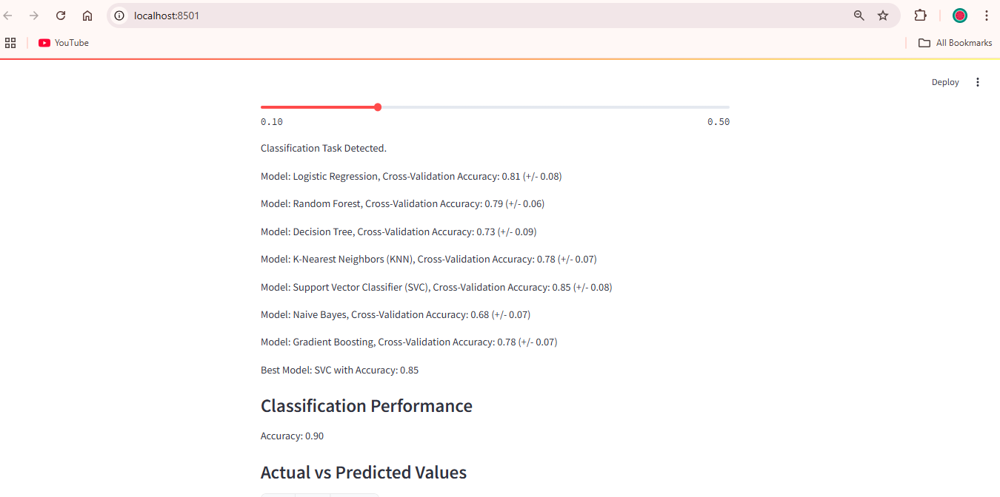 localhost:8501
YouTube
All Bookmarks
Deploy
0.10 0.50
Classification Task Detected.
Model: Logistic Regression, Cross-Validation Accuracy: 0.81 (+/- 0.08)
Model: Random Forest, Cross-Validation Accuracy: 0.79 (+/- 0.06)
Model: Decision Tree, Cross-Validation Accuracy: 0.73 (+/- 0.09)
Model: K-Nearest Neighbors (KNN), Cross-Validation Accuracy: 0.78 (+/- 0.07)
Model: Support Vector Classifier (SVC), Cross-Validation Accuracy: 0.85 (+/- 0.08)
Model: Naive Bayes, Cross-Validation Accuracy: 0.68 (+/- 0.07)
Model: Gradient Boosting, Cross-Validation Accuracy: 0.78 (+/- 0.07)
Best Model: SVC with Accuracy: 0.85
Classification Performance
Accuracy: 0.90
Actual vs Predicted Values